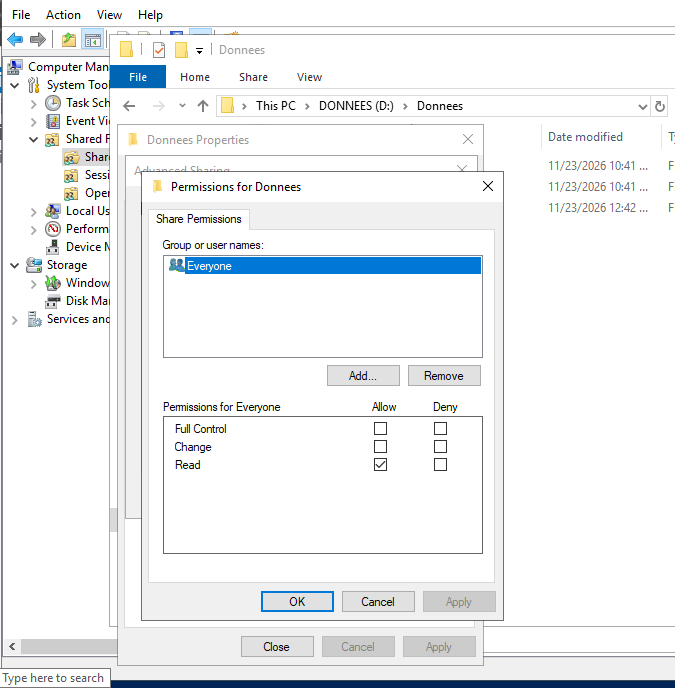 File Action View Help
Donnees
File Home Share View
This PC DONNEES (D:) Donnees
Computer Man
System Tool
Task Sch
Event Vi
Shared F
Shar
Sessi
Ope
Local Us
Perform
Device M
Storage
Window
Disk Mar
Services and
Donnees Properties
Advanced Sharing
Date modified
11/23/2026 10:41 ... F
11/23/2026 10:41 ... F
11/23/2026 12:42 ... F
Permissions for Donnees
Share Permissions
Group or user names:
Everyone
Add... Remove
Permissions for Everyone Allow Deny
Full Control
Change
Read
OK Cancel Apply
Close Cancel Apply
Type here to search